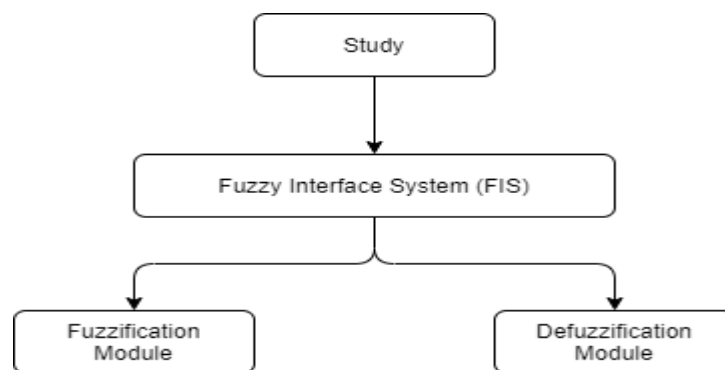 Study
Fuzzy Interface System (FIS)
Fuzzification
Module
Defuzzification
Module